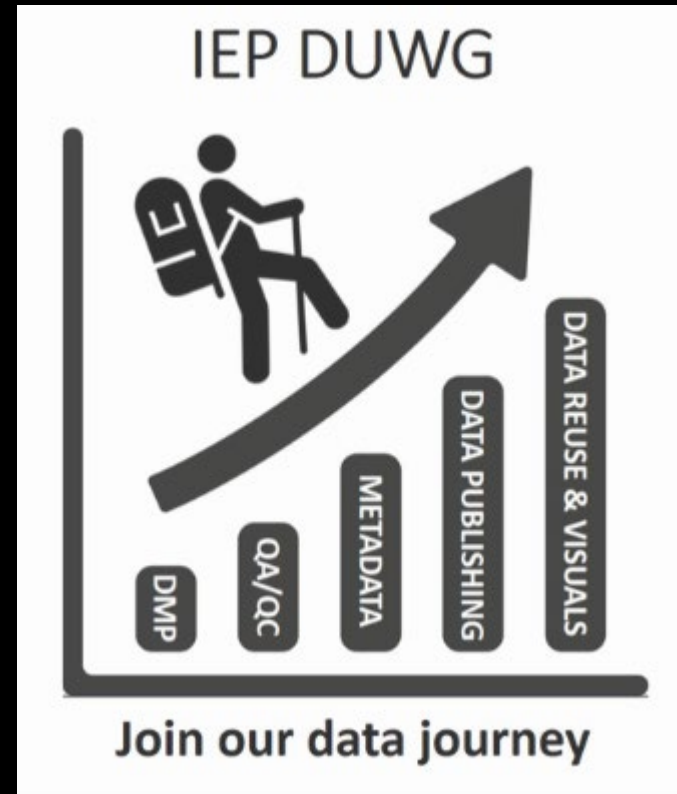 IEP DUWG
DMP
QA/QC
METADATA
DATA PUBLISHING
DATA REUSE & VISUALS
Join our data journey